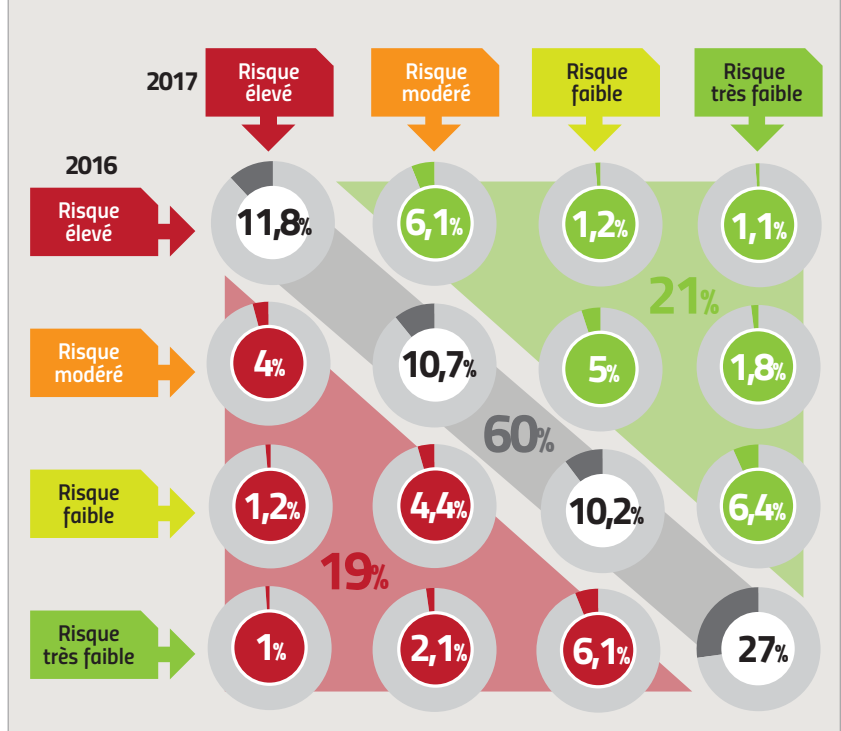 2017
Risque
élevé
Risque
modéré
Risque
faible
Risque
très faible
2016
Risque
élevé
11,8%
6,1%
1,2%
1,1%
21%
Risque
modéré
4%
10,7%
5%
1,8%
60%
Risque
faible
1,2%
4,4%
10,2%
6,4%
19%
Risque
très faible
1%
2,1%
6,1%
27%